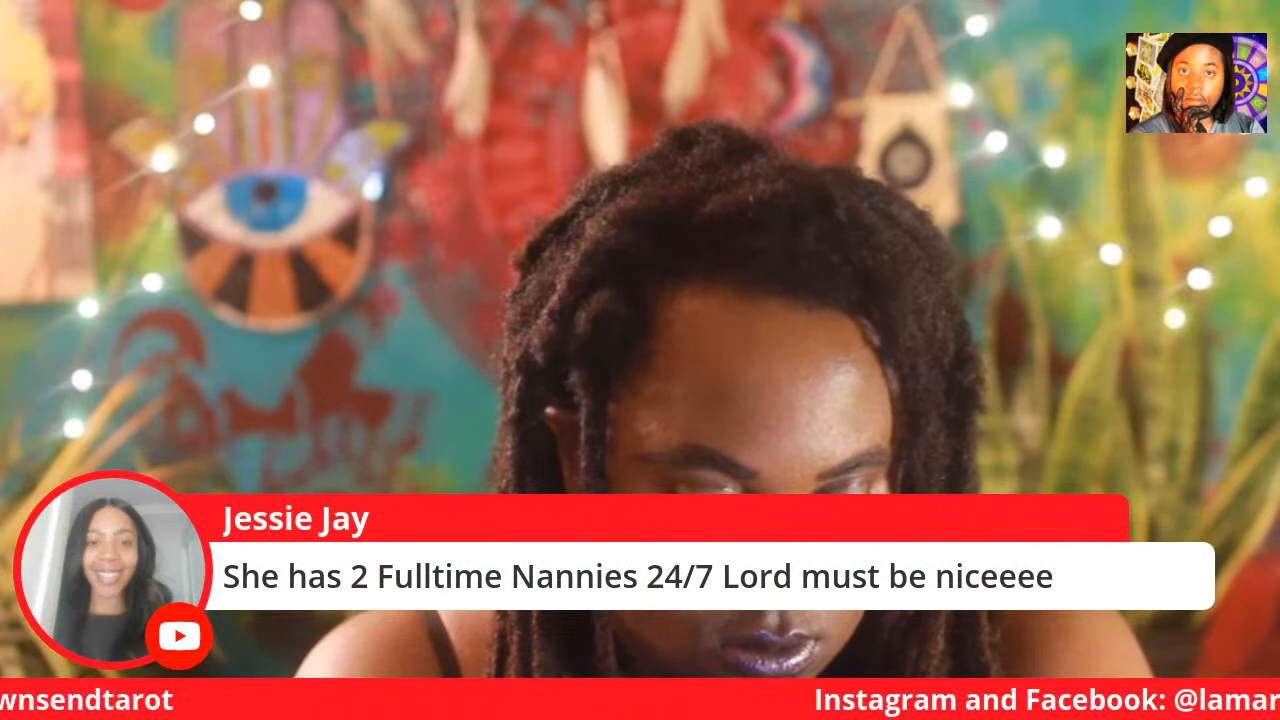 Jessie Jay
She has 2 Fulltime Nannies 24/7 Lord must be niceeee
wnsendtarot
Instagram and Facebook: @lamar